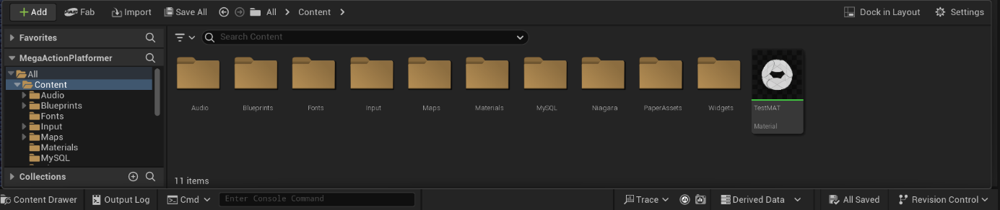 Add Fab Import Save All All Content Dock in Layout Settings
Favorites
Search Content
MegaActionPlatformer
All
Content
Audio
Blueprints
Fonts
Input
Maps
Materials
MySQL
Collections
Audio Blueprints Fonts Input Maps Materials MySQL Niagara PaperAssets Widgets TestMAT
Material
11 items
Content Drawer Output Log Cmd Enter Console Command Trace Derived Data All Saved Revision Control